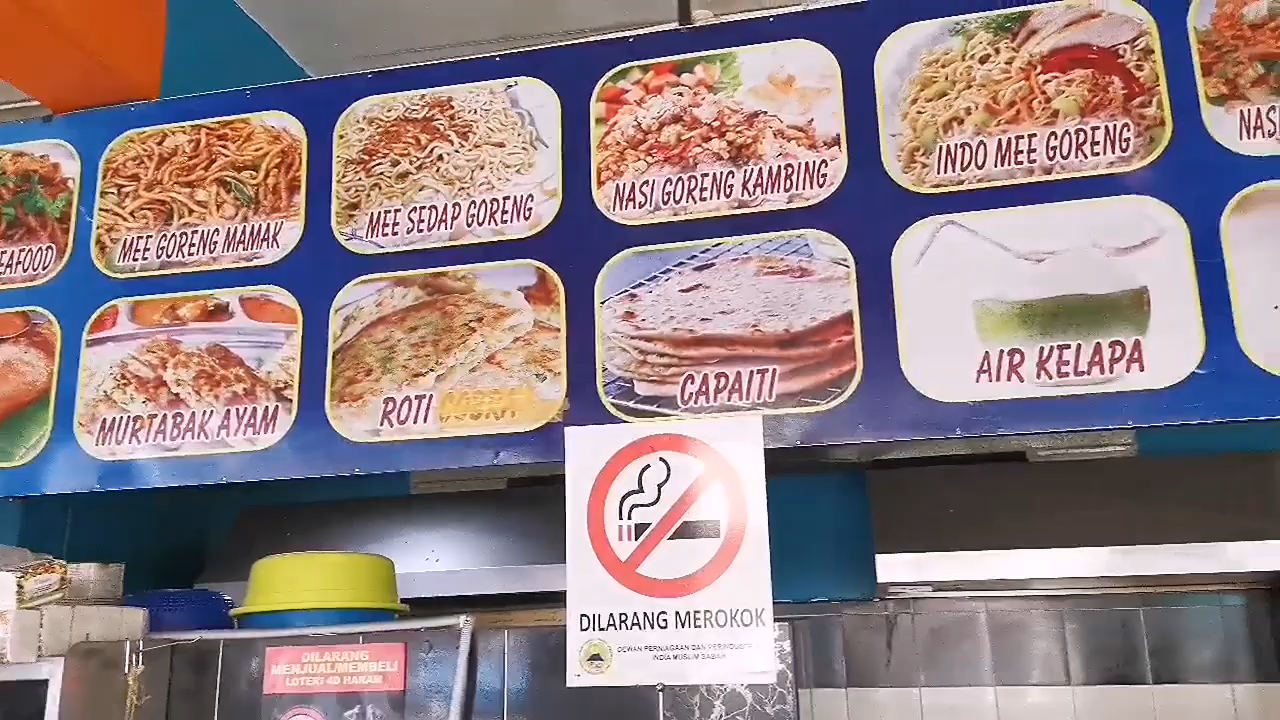 EAFOOD
MEE GORENG MAMAK
MEE SEDAP GORENG
NASI GORENG KAMBING
INDO MEE GORENG
NAS
MURTABAK AYAM
ROTI
CAPAITI
AIR KELAPA
DILARANG MEROKOK
DEWAN PERNIAGAAN DAN PERINDUSTR
INDIA MUSLIM SABAH
DILARANG
MENJUAL/MEMBELI
LOTERI 4D HARAM